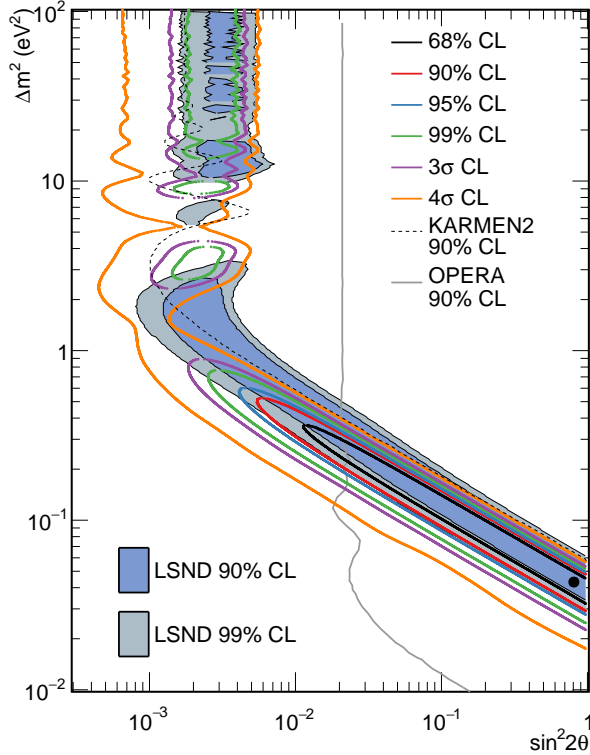 Δm² (eV²)
10²
10
1
10⁻¹
10⁻²
68% CL
90% CL
95% CL
99% CL
3σ CL
4σ CL
KARMEN2
90% CL
OPERA
90% CL
LSND 90% CL
LSND 99% CL
10⁻³
10⁻²
10⁻¹
1
sin²2θ